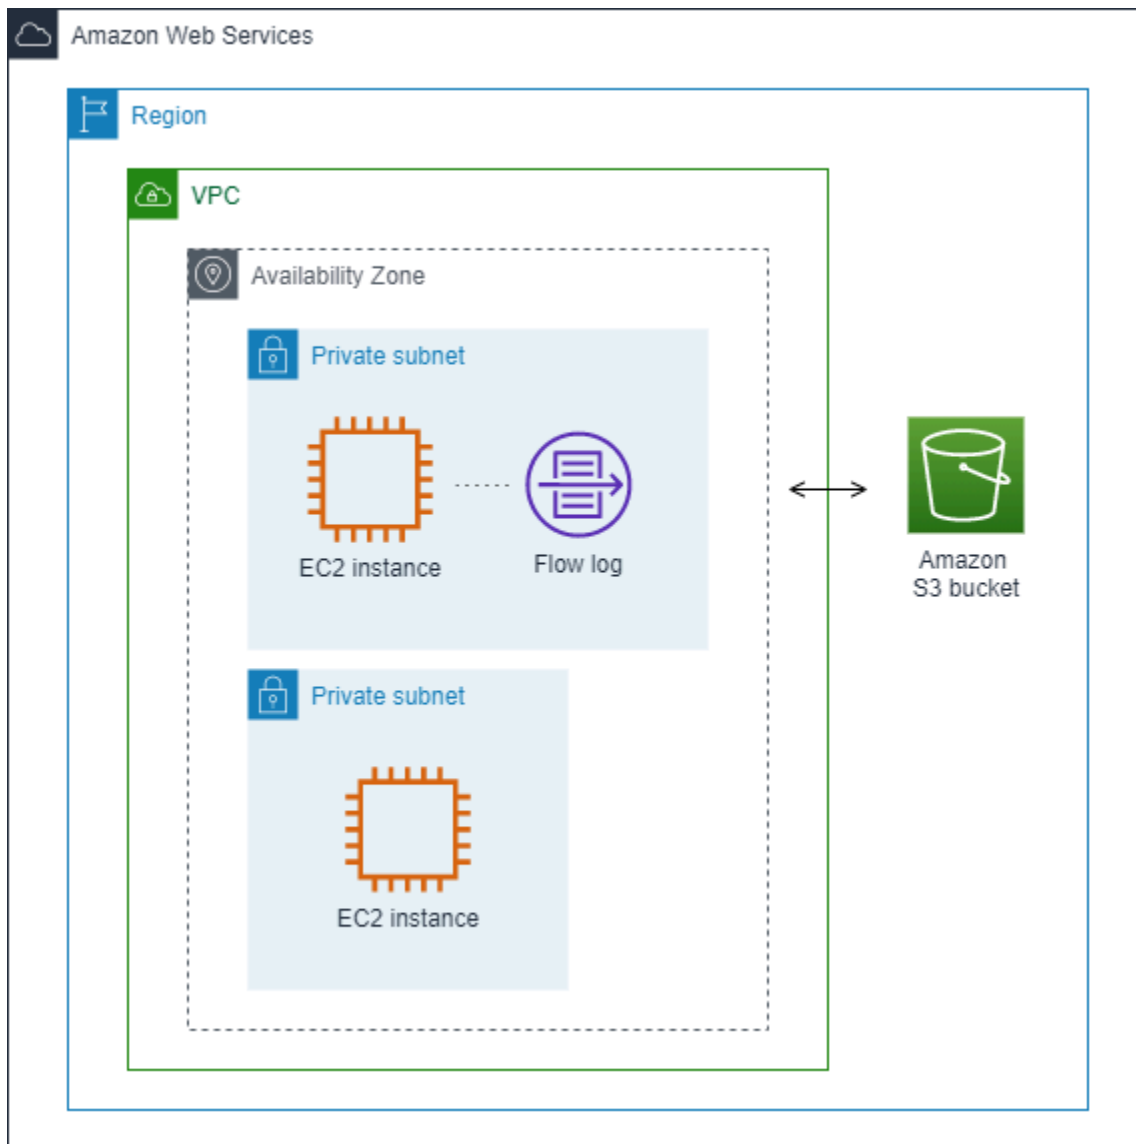 Amazon Web Services
Region
VPC
Availability Zone
Private subnet
EC2 instance
Flow log
Amazon
S3 bucket
Private subnet
EC2 instance